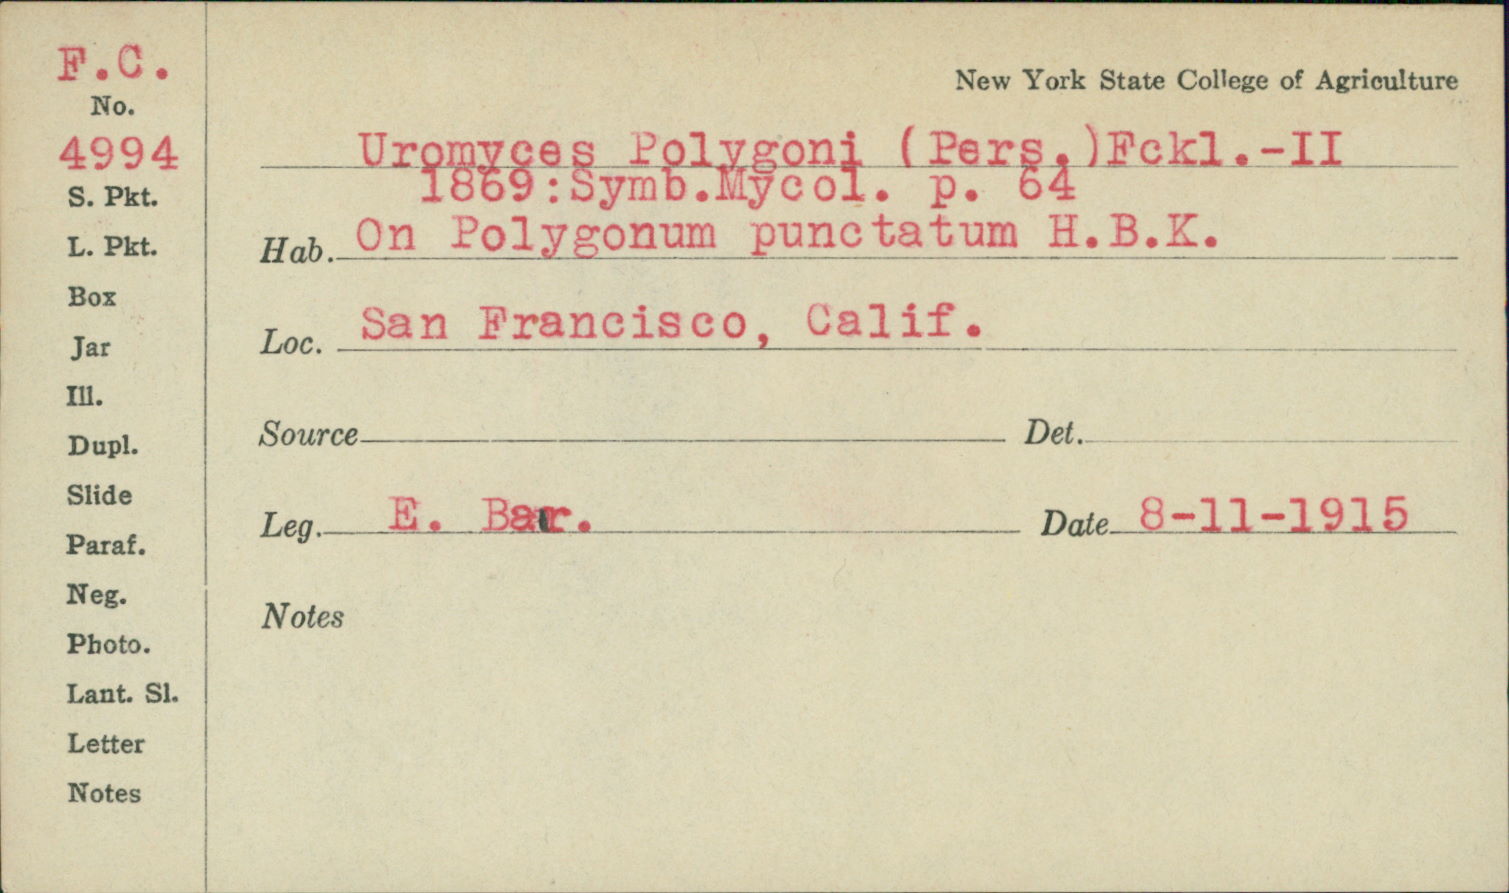 F.C.
No.
4994
S. Pkt.
L. Pkt.
Box
Jar
Ill.
Dupl.
Slide
Paraf.
Neg.
Photo.
Lant. Sl.
Letter
Notes
New York State College of Agriculture
Uromyces Polygoni (Pers.)Fckl.-II
1869:Symb.Mycol. p. 64
Hab. On Polygonum punctatum H.B.K.
Loc. San Francisco, Calif.
Source Det.
Leg. E. Bar. Date 8-11-1915
Notes